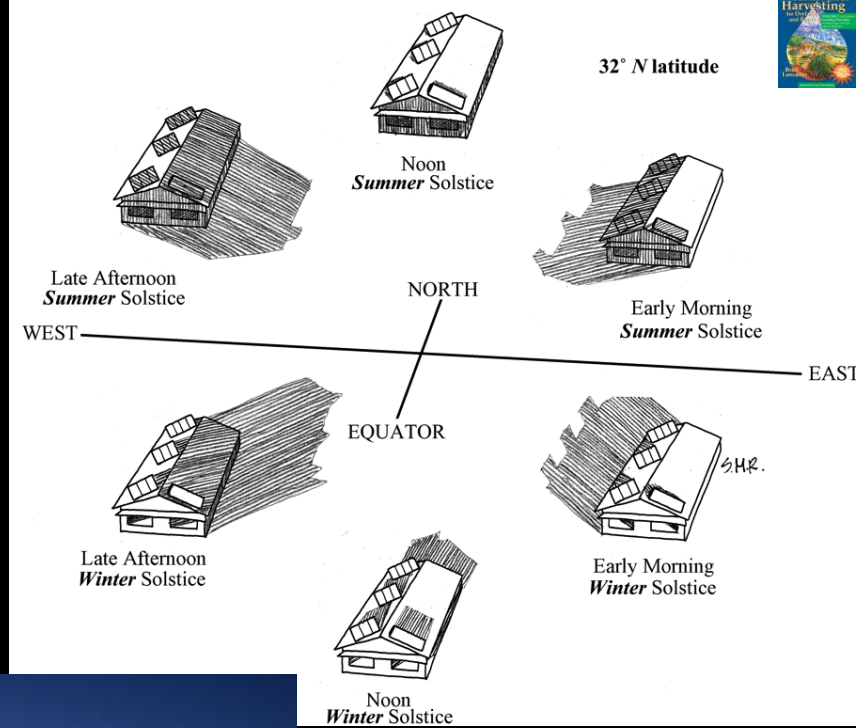 Harvesting
32° N latitude
Noon
Summer Solstice
Late Afternoon
Summer Solstice
Early Morning
Summer Solstice
NORTH
WEST
EAST
EQUATOR
S.M.R.
Late Afternoon
Winter Solstice
Early Morning
Winter Solstice
Noon
Winter Solstice